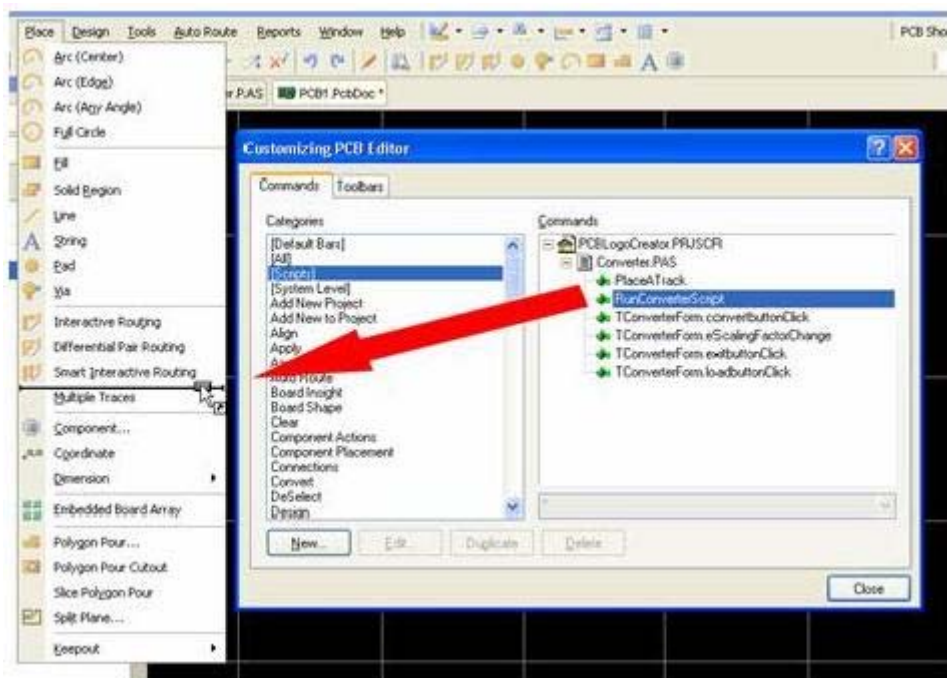 Place Design Tools Auto Route Reports Window Help
PCB Sho
A
r.PAS PCB1.PcbDoc *
Arc (Center)
Arc (Edge)
Arc (Any Angle)
Full Circle
Fill
Solid Region
Line
A String
Pad
Via
Interactive Routing
Differential Pair Routing
Smart Interactive Routing
Multiple Traces
Component...
Coordinate
Dimension
Embedded Board Array
Polygon Pour...
Polygon Pour Cutout
Slice Polygon Pour
Split Plane...
Keepout
Customizing PCB Editor
Commands Toolbars
Categories
[Default Bars]
[All]
[Scripts]
[System Level]
Add New Project
Add New to Project
Align
Apply
Auto Route
Board Insight
Board Shape
Clear
Component Actions
Component Placement
Connections
Convert
DeSelect
Design
Commands
PCBLogoCreator.PRJSCR
Converter.PAS
PlaceATrack
RunConverterScript
TConverterForm.convertbuttonClick
TConverterForm.eScalingFactorChange
TConverterForm.exitbuttonClick
TConverterForm.loadbuttonClick
New... Edit... Duplicate Delete
Close